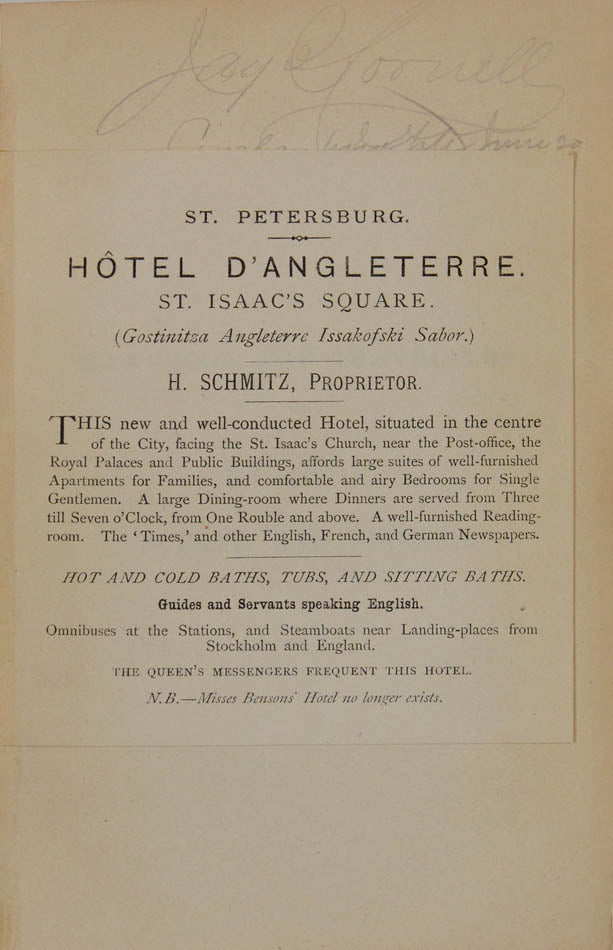 Jay
June 20
ST. PETERSBURG.
HÔTEL D'ANGLETERRE.
ST. ISAAC'S SQUARE.
(Gostinitza Angleterre Issakofski Sabor.)
H. SCHMITZ, PROPRIETOR.
THIS new and well-conducted Hotel, situated in the centre
of the City, facing the St. Isaac's Church, near the Post-office, the
Royal Palaces and Public Buildings, affords large suites of well-furnished
Apartments for Families, and comfortable and airy Bedrooms for Single
Gentlemen. A large Dining-room where Dinners are served from Three
till Seven o'Clock, from One Rouble and above. A well-furnished Reading-
room. The 'Times,' and other English, French, and German Newspapers.
HOT AND COLD BATHS, TUBS, AND SITTING BATHS.
Guides and Servants speaking English.
Omnibuses at the Stations, and Steamboats near Landing-places from
Stockholm and England.
THE QUEEN'S MESSENGERS FREQUENT THIS HOTEL.
N.B.—Misses Bensons' Hotel no longer exists.